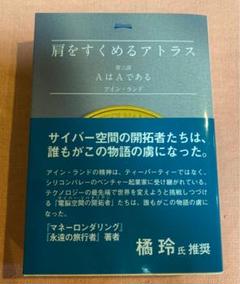 肩をすくめるアトラス
第三部
AはAである
アイン・ランド
サイバー空間の開拓者たちは、
誰もがこの物語の虜になった。
アイン・ランドの精神は、ティーパーティーではなく、
シリコンバレーのベンチャー起業家に受け継がれている。
テクノロジーの最先端で世界を変えようと挑戦しつづける
「電脳空間の開拓者」たちは、誰もがこの物語の虜に
なった。
『マネーロンダリング』
『永遠の旅行者』著者
橘 玲氏推奨